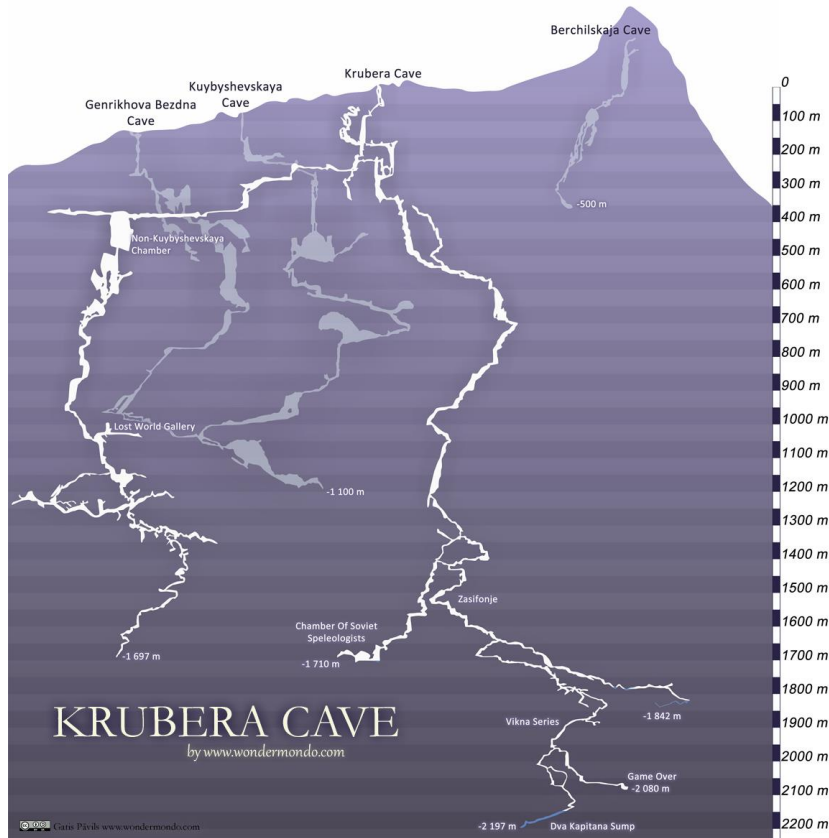 Berchilskaja Cave
Krubera Cave
Kuybyshevskaya
Cave
Genrikhova Bezdna
Cave
0
100 m
200 m
300 m
-500 m
400 m
Non-Kuybyshevskaya
Chamber
500 m
600 m
700 m
800 m
900 m
1000 m
Lost World Gallery
1100 m
-1 100 m
1200 m
1300 m
1400 m
1500 m
Zasifonje
1600 m
Chamber Of Soviet
Speleologists
-1 697 m
-1 710 m
1700 m
1800 m
-1 842 m
KRUBERA CAVE
Vikna Series
1900 m
by www.wondermondo.com
2000 m
Game Over
-2 080 m
2100 m
Gatis Pāvils www.wondermondo.com
-2 197 m
Dva Kapitana Sump
2200 m